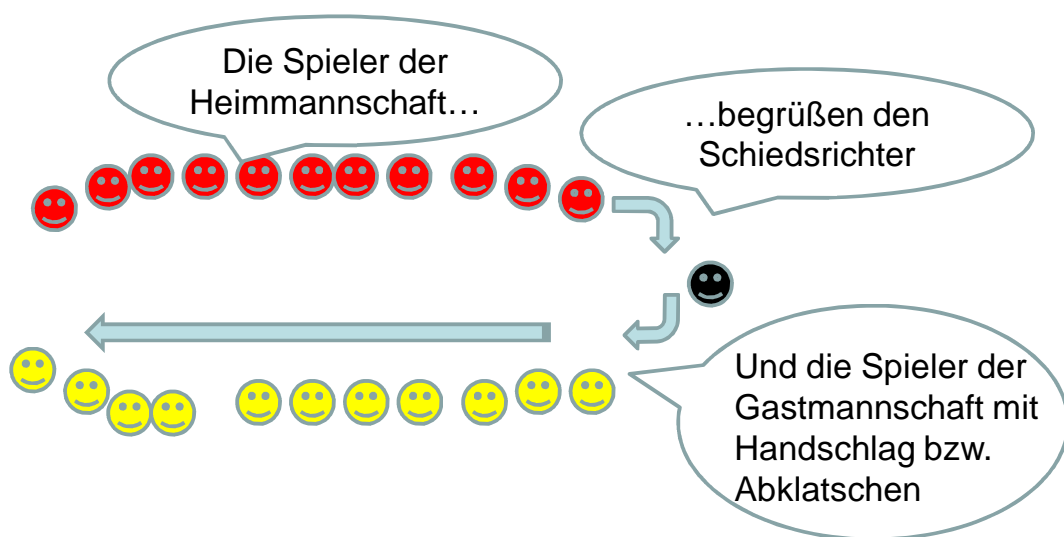 Die Spieler der
Heimmannschaft…
…begrüßen den
Schiedsrichter
Und die Spieler der
Gastmannschaft mit
Handschlag bzw.
Abklatschen